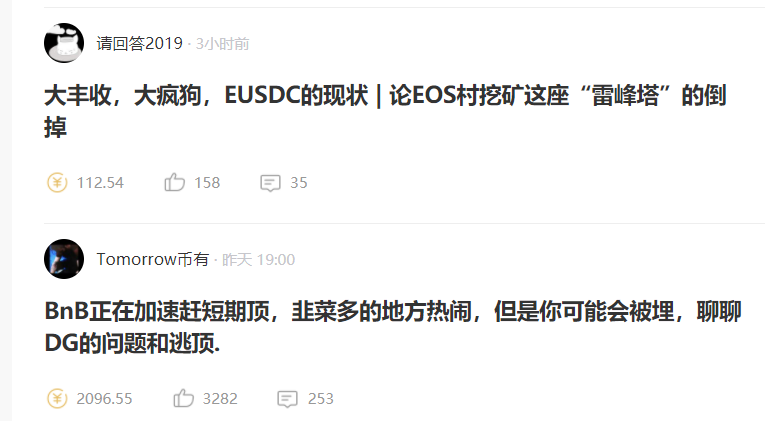 请回答2019 · 3小时前
大丰收，大疯狗，EUSDC的现状 | 论EOS村挖矿这座“雷峰塔”的倒
掉
112.54 158 35
Tomorrow币有 · 昨天 19:00
BnB正在加速赶短期顶，韭菜多的地方热闹，但是你可能会被埋，聊聊
DG的问题和逃顶.
2096.55 3282 253